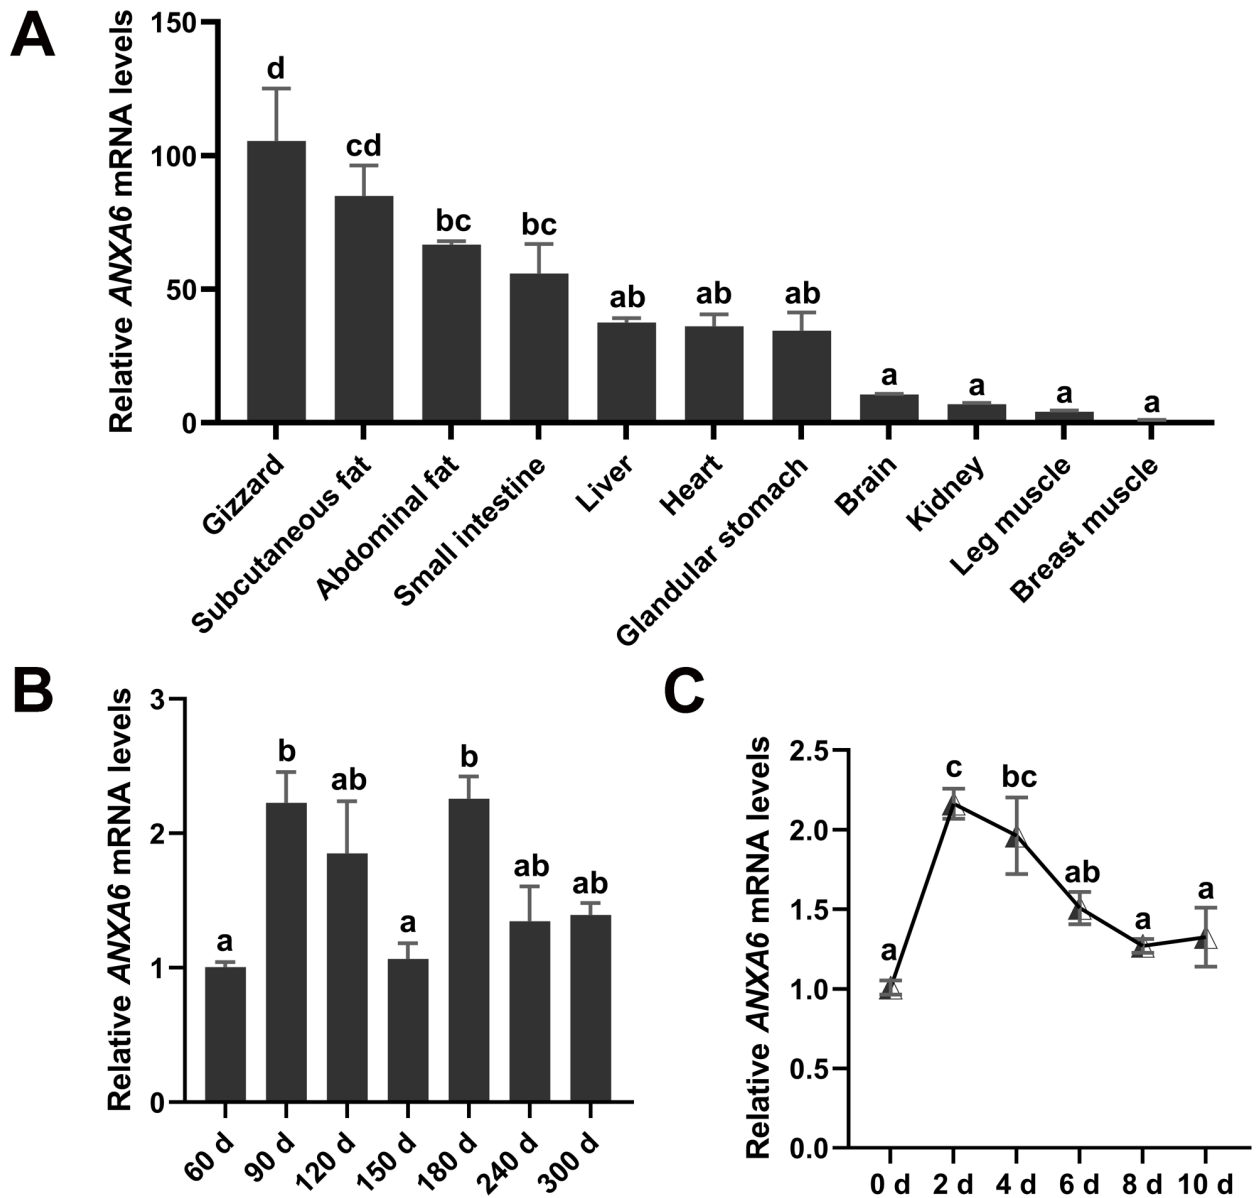 A
Relative ANXA6 mRNA levels
150
100
50
0
d
cd
bc
bc
ab
ab
ab
a
a
a
a
Gizzard
Subcutaneous fat
Abdominal fat
Small intestine
Liver
Heart
Glandular stomach
Brain
Kidney
Leg muscle
Breast muscle
B
Relative ANXA6 mRNA levels
3
2
1
0
a
b
ab
a
b
ab
ab
60 d
90 d
120 d
150 d
180 d
240 d
300 d
C
Relative ANXA6 mRNA levels
2.5
2.0
1.5
1.0
0.5
0.0
a
c
bc
ab
a
a
0 d
2 d
4 d
6 d
8 d
10 d